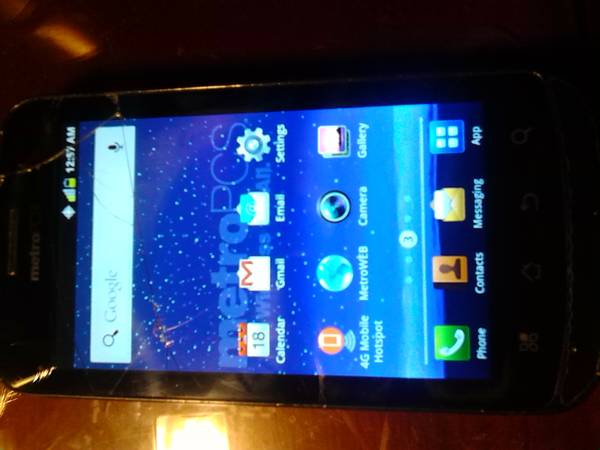 metroPCS
12:57 AM
Google
metroPCS
Calendar
Gmail
Email
Settings
18
4G Mobile
Hotspot
MetroWEB
Camera
Gallery
3
Phone
Contacts
Messaging
App